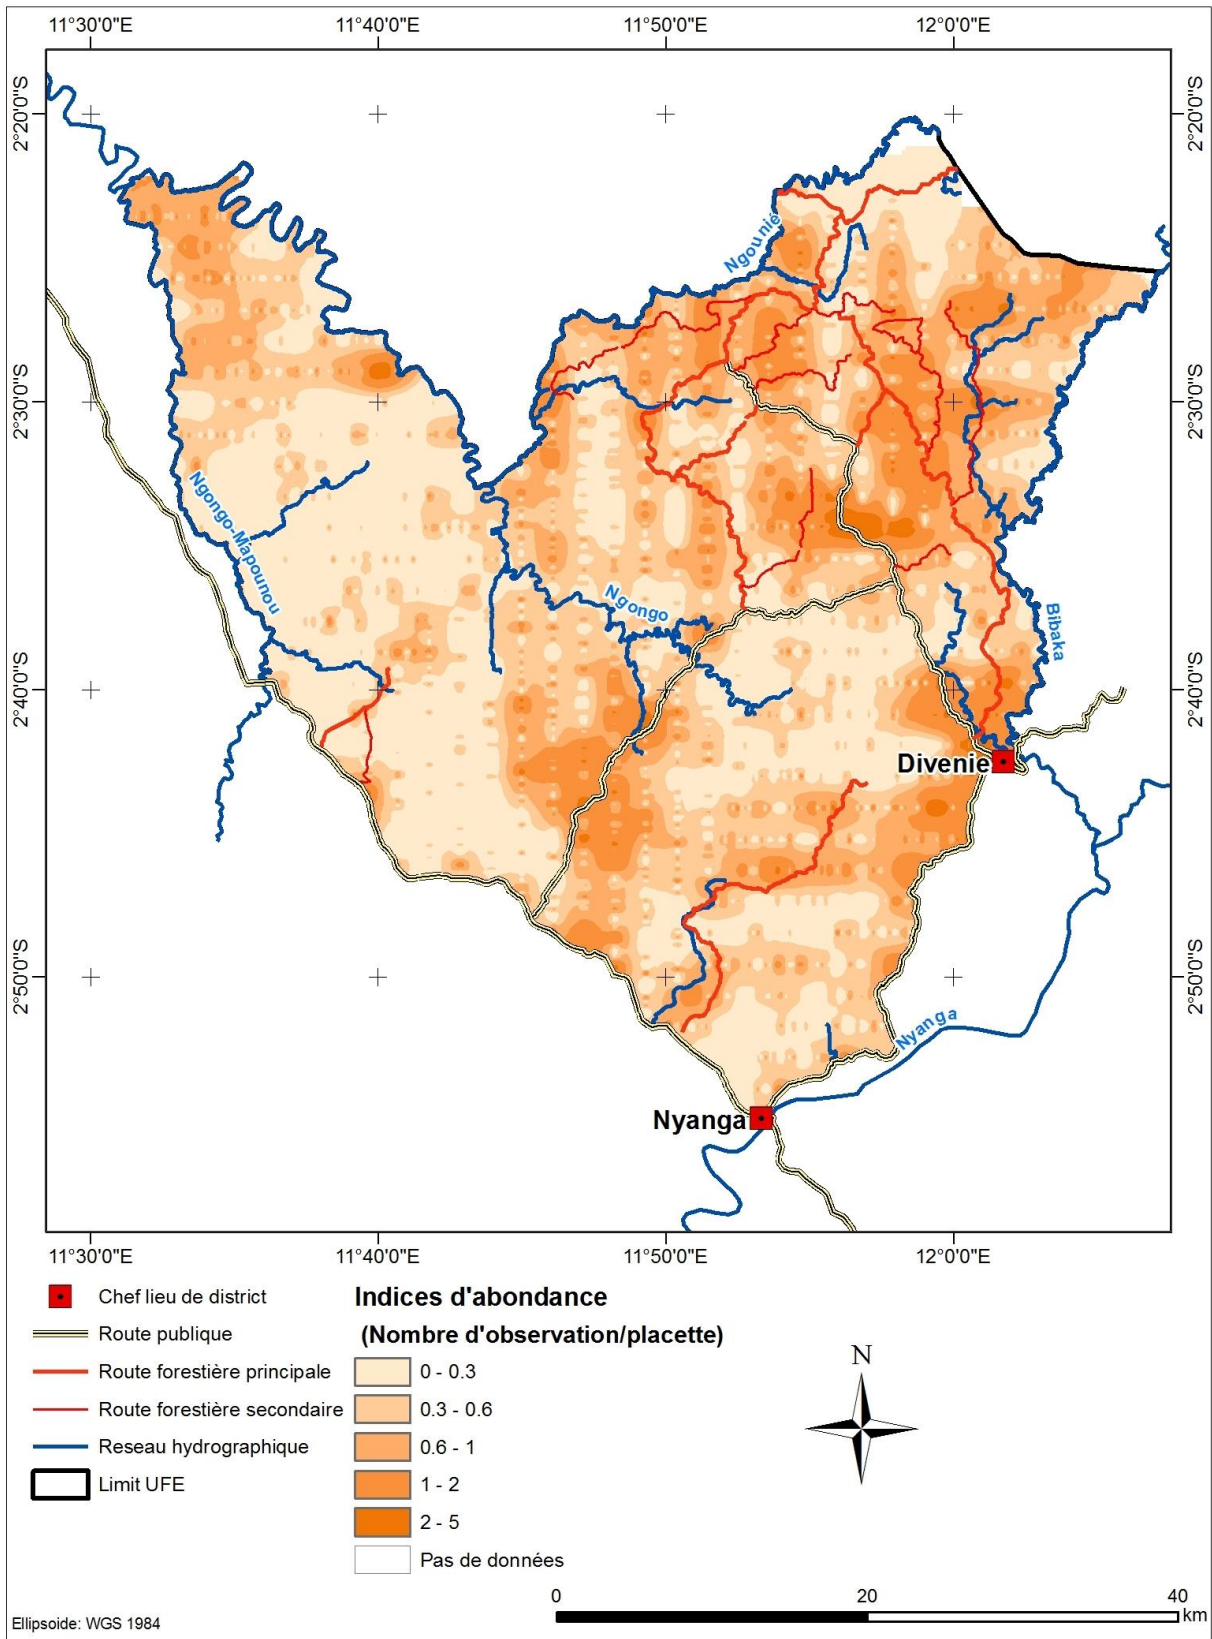 11°30'0"E
11°40'0"E
11°50'0"E
12°0'0"E
2°20'0"S
2°20'0"S
Ngounié
2°30'0"S
2°30'0"S
Ngongo-Mapounou
Ngongo
Bibaka
2°40'0"S
2°40'0"S
Divenie
2°50'0"S
2°50'0"S
Nyanga
Nyanga
11°30'0"E
11°40'0"E
11°50'0"E
12°0'0"E
Chef lieu de district
Route publique
Route forestière principale
Route forestière secondaire
Reseau hydrographique
Limit UFE
Indices d'abondance
(Nombre d'observation/placette)
0 - 0.3
0.3 - 0.6
0.6 - 1
1 - 2
2 - 5
Pas de données
N
0 20 40
km
Ellipsoide: WGS 1984